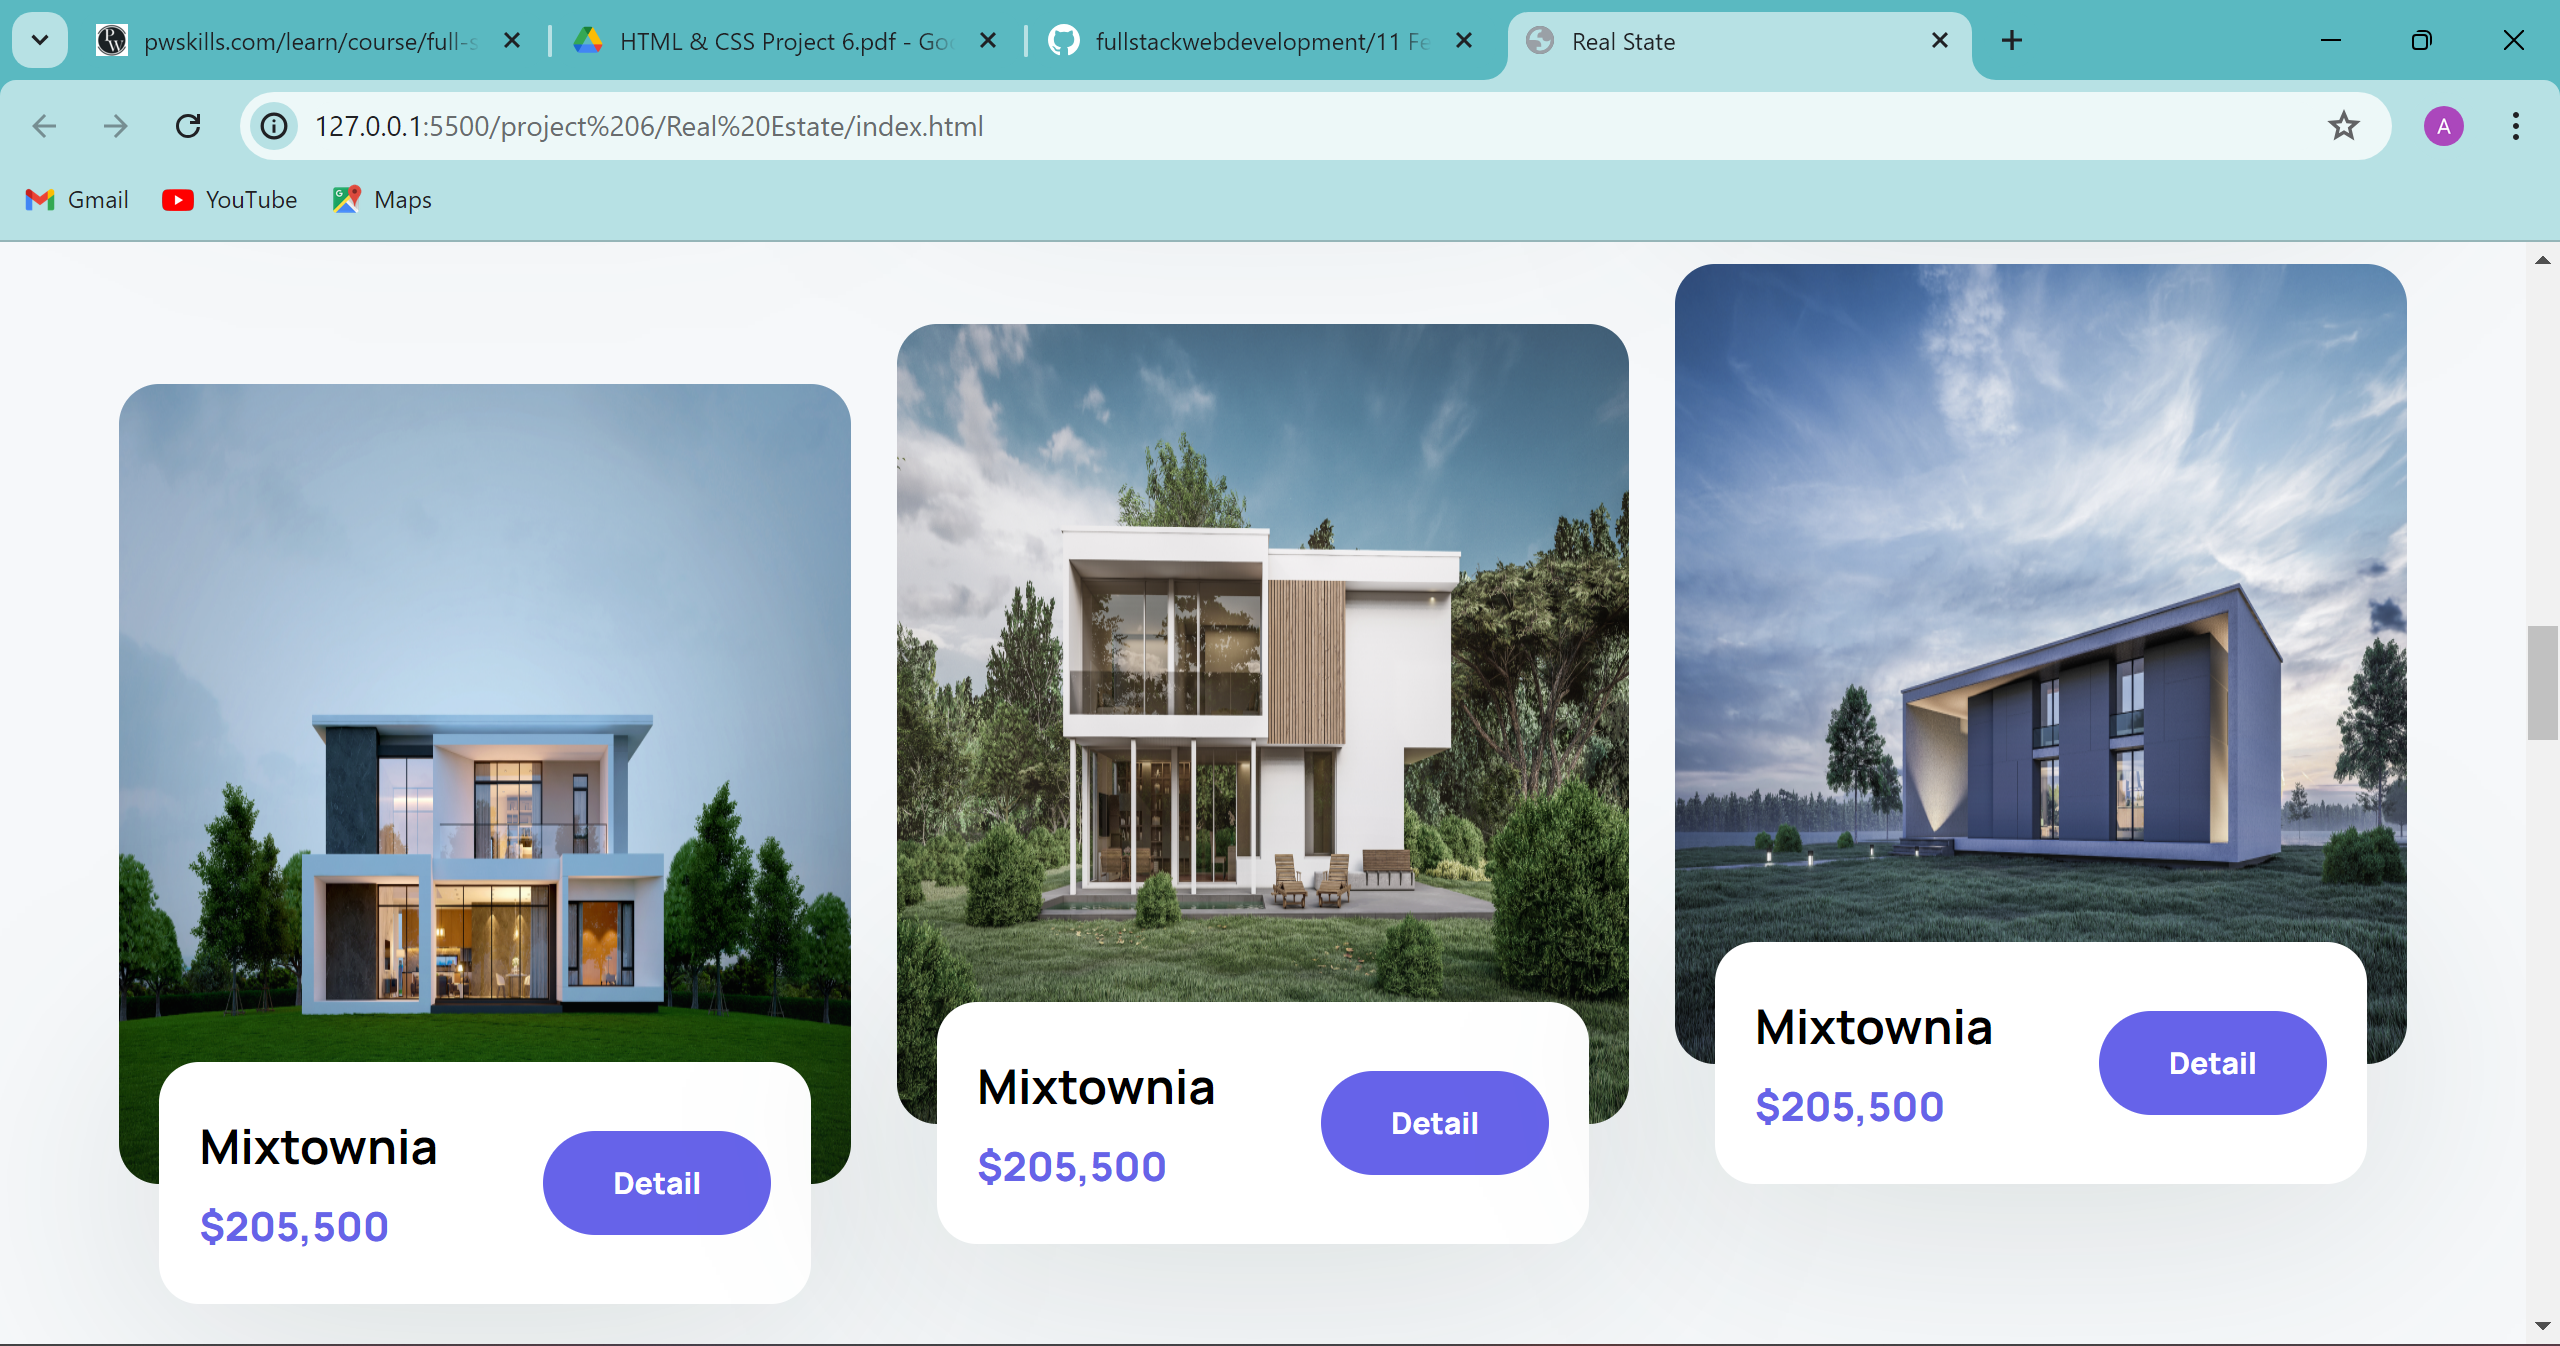 pwskills.com/learn/course/full-s
HTML & CSS Project 6.pdf - Goo
fullstackwebdevelopment/11 Fe
Real State
127.0.0.1:5500/project%206/Real%20Estate/index.html
A
Gmail
YouTube
Maps
Mixtownia
$205,500
Detail
Mixtownia
$205,500
Detail
Mixtownia
$205,500
Detail